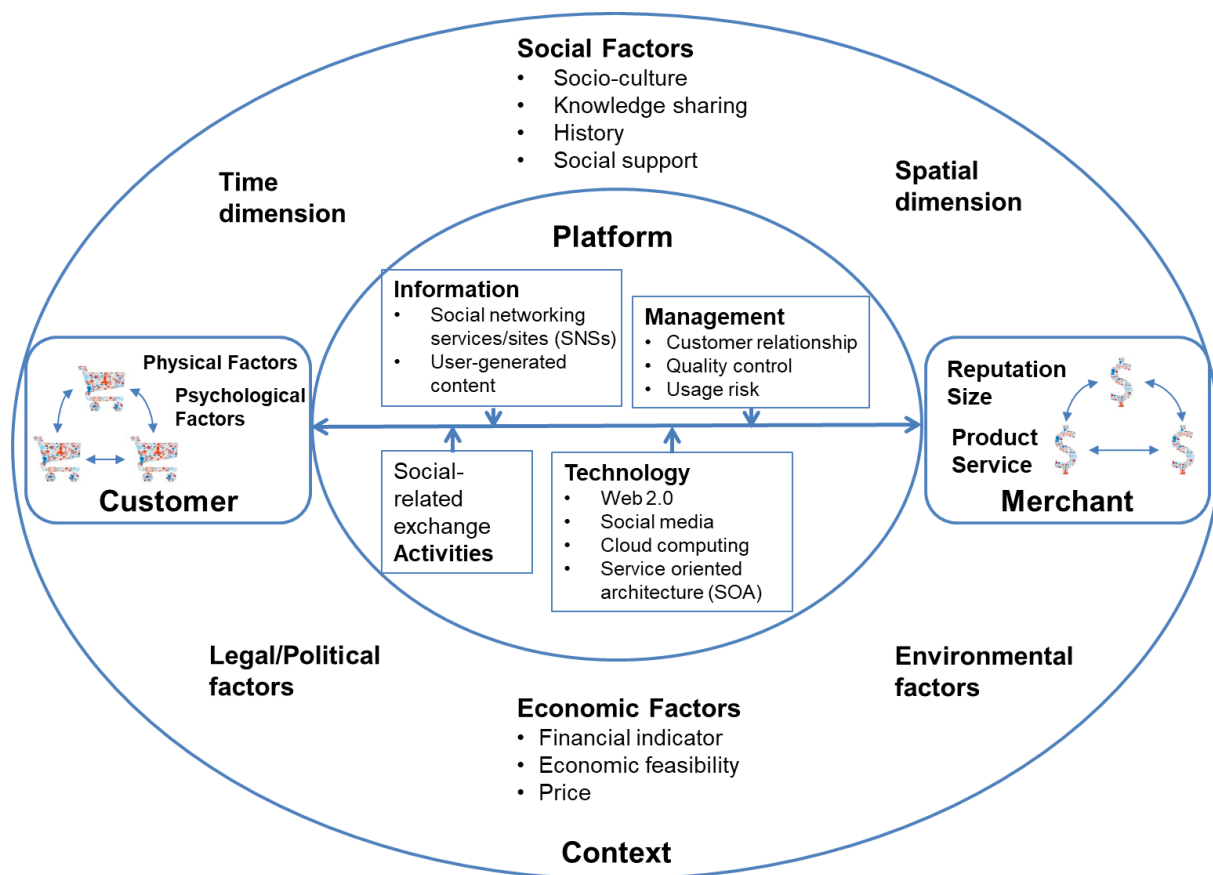 Social Factors
• Socio-culture
• Knowledge sharing
• History
• Social support
Time
dimension
Spatial
dimension
Platform
Information
• Social networking
services/sites (SNSs)
• User-generated
content
Management
• Customer relationship
• Quality control
• Usage risk
Physical Factors
Psychological
Factors
Customer
Reputation
Size
Product
Service
Merchant
Social-
related
exchange
Activities
Technology
• Web 2.0
• Social media
• Cloud computing
• Service oriented
architecture (SOA)
Legal/Political
factors
Environmental
factors
Economic Factors
• Financial indicator
• Economic feasibility
• Price
Context